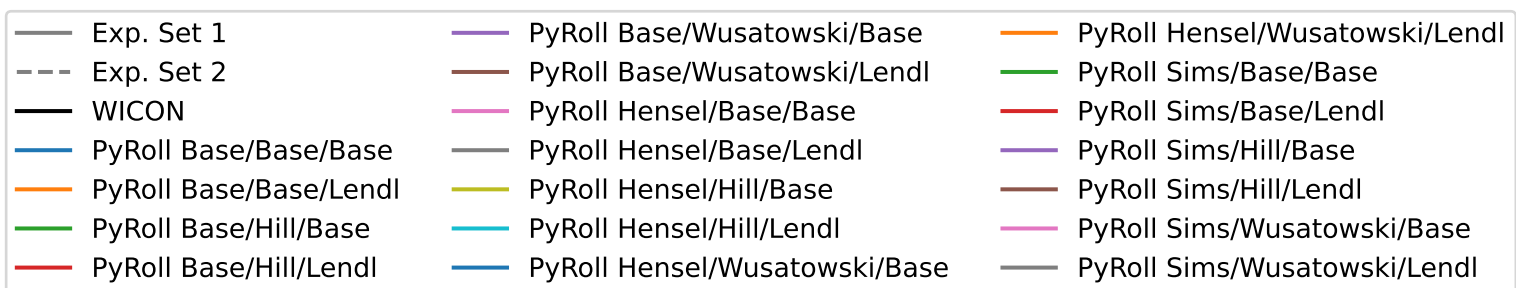 Exp. Set 1
Exp. Set 2
WICON
PyRoll Base/Base/Base
PyRoll Base/Base/Lendl
PyRoll Base/Hill/Base
PyRoll Base/Hill/Lendl
PyRoll Base/Wusatowski/Base
PyRoll Base/Wusatowski/Lendl
PyRoll Hensel/Base/Base
PyRoll Hensel/Base/Lendl
PyRoll Hensel/Hill/Base
PyRoll Hensel/Hill/Lendl
PyRoll Hensel/Wusatowski/Base
PyRoll Hensel/Wusatowski/Lendl
PyRoll Sims/Base/Base
PyRoll Sims/Base/Lendl
PyRoll Sims/Hill/Base
PyRoll Sims/Hill/Lendl
PyRoll Sims/Wusatowski/Base
PyRoll Sims/Wusatowski/Lendl